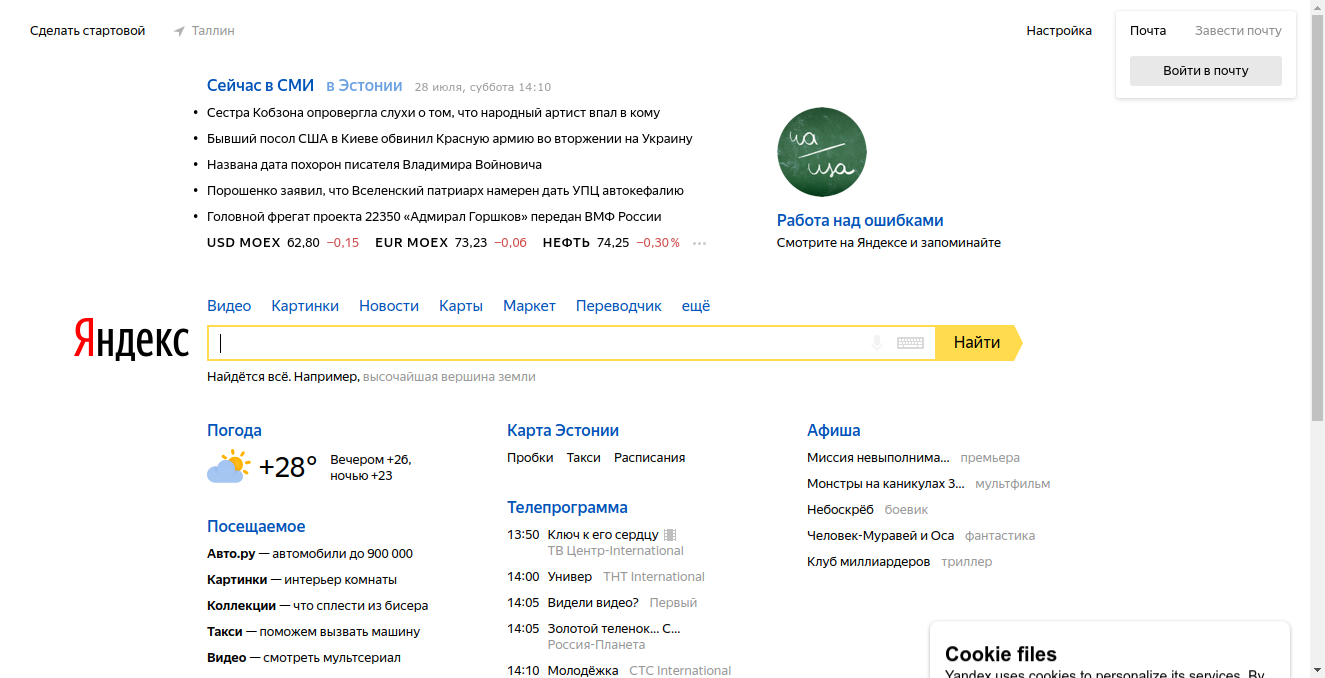 Сделать стартовой Таллин Настройка Почта Завести почту
Войти в почту
Сейчас в СМИ в Эстонии 28 июля, суббота 14:10
• Сестра Кобзона опровергла слухи о том, что народный артист впал в кому
• Бывший посол США в Киеве обвинил Красную армию во вторжении на Украину
• Названа дата похорон писателя Владимира Войновича
• Порошенко заявил, что Вселенский патриарх намерен дать УПЦ автокефалию
• Головной фрегат проекта 22350 «Адмирал Горшков» передан ВМФ России
USD MOEX 62,80 −0,15 EUR MOEX 73,23 −0,06 НЕФТЬ 74,25 −0,30%
ua
usa
Работа над ошибками
Смотрите на Яндексе и запоминайте
Видео Картинки Новости Карты Маркет Переводчик ещё
Яндекс Найти
Найдётся всё. Например, высочайшая вершина земли
Погода
+28° Вечером +26,
ночью +23
Посещаемое
Авто.ру — автомобили до 900 000
Картинки — интерьер комнаты
Коллекции — что сплести из бисера
Такси — поможем вызвать машину
Видео — смотреть мультсериал
Карта Эстонии
Пробки Такси Расписания
Телепрограмма
13:50 Ключ к его сердцу
ТВ Центр-International
14:00 Универ ТНТ International
14:05 Видели видео? Первый
14:05 Золотой теленок... С...
Россия-Планета
14:10 Молодёжка СТС International
Афиша
Миссия невыполнима... премьера
Монстры на каникулах 3... мультфильм
Небоскрёб боевик
Человек-Муравей и Оса фантастика
Клуб миллиардеров триллер
Cookie files
Yandex uses cookies to personalize its services. By